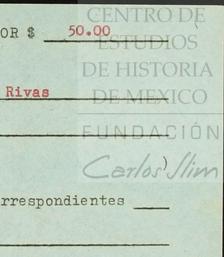 CENTRO DE
OR $ 50.00
ESTUDIOS
DE HISTORIA
Rivas
DE MEXICO
FUNDACIÓN
Carlos Slim
)
rrespondientes